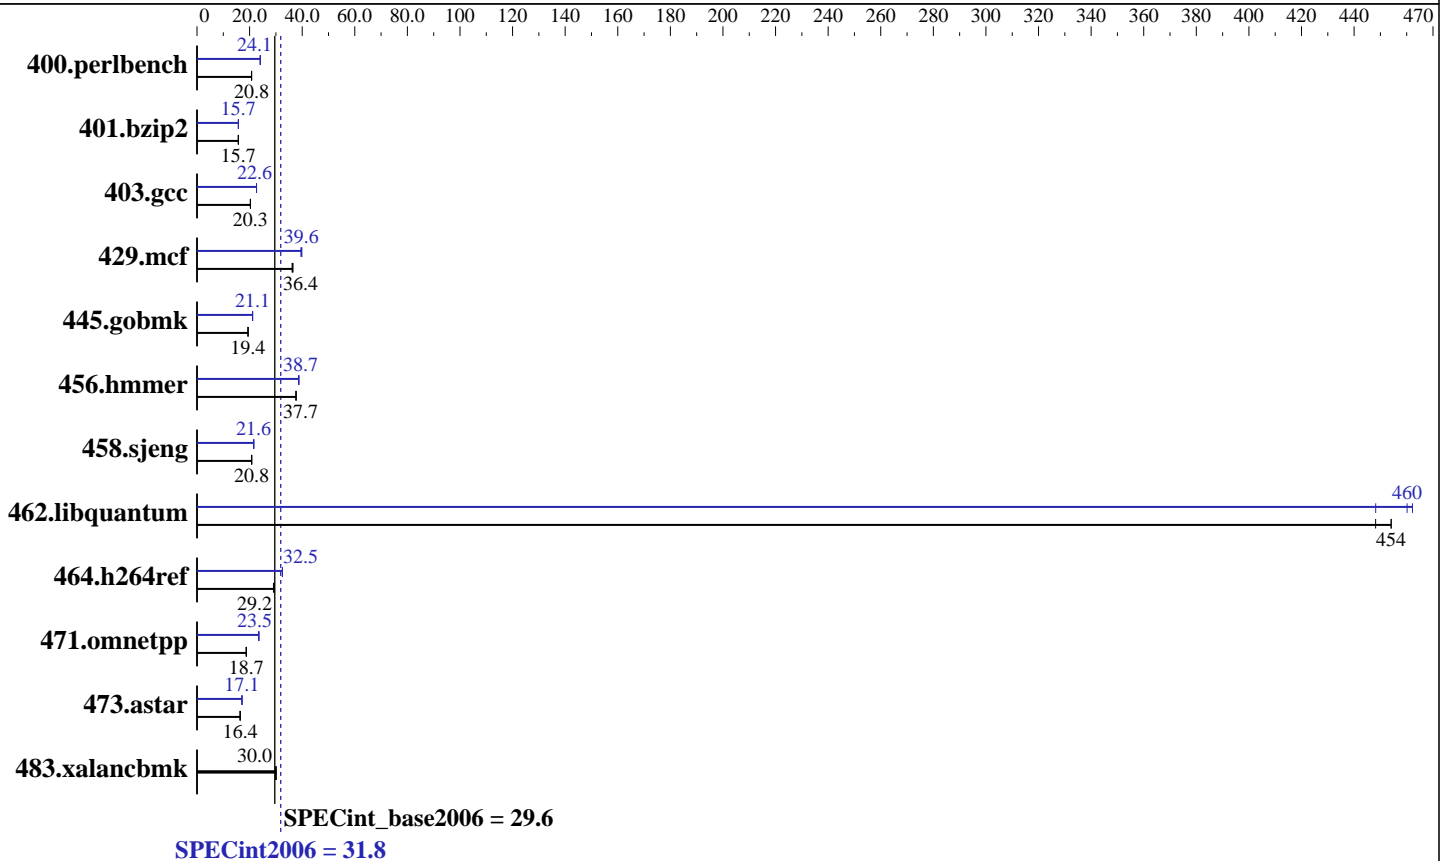 0 20.0 40.0 60.0 80.0 100 120 140 160 180 200 220 240 260 280 300 320 340 360 380 400 420 440 470
24.1
400.perlbench
20.8
15.7
401.bzip2
15.7
22.6
403.gcc
20.3
39.6
429.mcf
36.4
21.1
445.gobmk
19.4
38.7
456.hmmer
37.7
21.6
458.sjeng
20.8
460
462.libquantum
454
32.5
464.h264ref
29.2
23.5
471.omnetpp
18.7
17.1
473.astar
16.4
30.0
483.xalancbmk
SPECint_base2006 = 29.6
SPECint2006 = 31.8